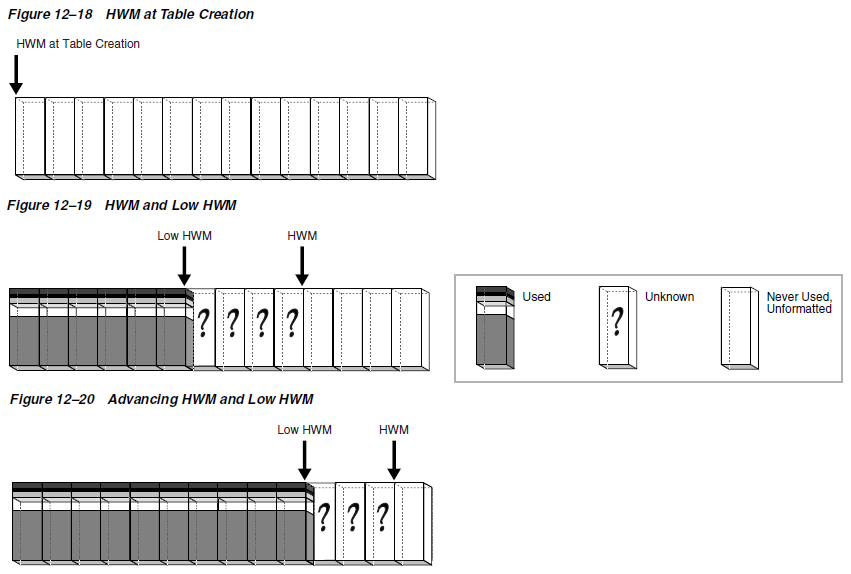 Figure 12–18 HWM at Table Creation
HWM at Table Creation
Figure 12–19 HWM and Low HWM
Low HWM HWM
? ? ? ?
Used
?
Unknown
Never Used,
Unformatted
Figure 12–20 Advancing HWM and Low HWM
Low HWM HWM
? ? ?